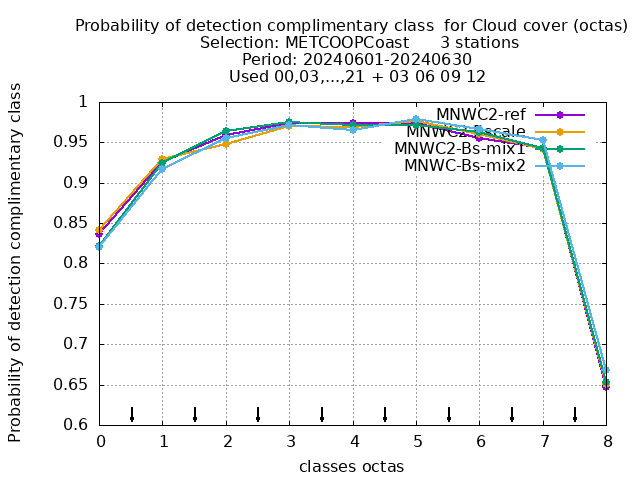 Probability of detection complimentary class for Cloud cover (octas)
Selection: METCOOPCoast 3 stations
Period: 20240601-20240630
Used 00,03,...,21 + 03 06 09 12
Probability of detection complimentary class
1
0.95
0.9
0.85
0.8
0.75
0.7
0.65
0.6
MNWC2-ref
MNWC2-Bs-mix1
MNWC-Bs-mix2
0 1 2 3 4 5 6 7 8
classes octas